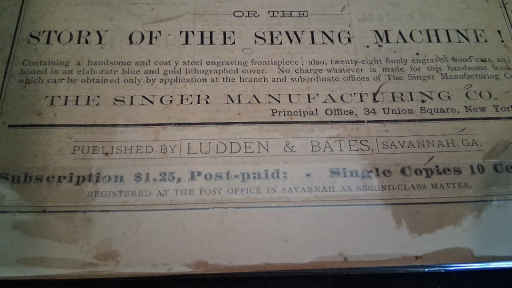 OR THE
STORY OF THE SEWING MACHINE!
Containing a handsome and costly steel engraving frontispiece; also, twenty-eight finely engraved wood cuts, and
bound in an elaborate blue and gold lithographed cover. No charge whatever is made for this handsome book
which can be obtained only by application at the branch and subordinate offices of The Singer Manufacturing Co
THE SINGER MANUFACTURING CO.
Principal Office, 34 Union Square, New York
PUBLISHED BY LUDDEN & BATES, SAVANNAH, GA.
Subscription $1.25, Post-paid; - Single Copies 10 Ce
REGISTERED AT THE POST OFFICE IN SAVANNAH AS SECOND-CLASS MATTER.